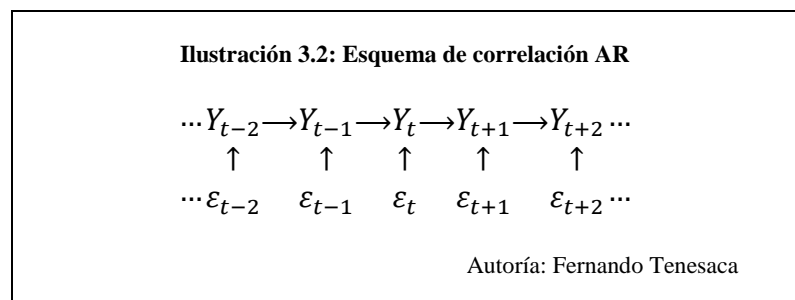 Ilustración 3.2: Esquema de correlación AR
⋯ Y_{t−2} ⟶ Y_{t−1} ⟶ Y_t ⟶ Y_{t+1} ⟶ Y_{t+2} ⋯
↑ ↑ ↑ ↑ ↑
⋯ ε_{t−2} ε_{t−1} ε_t ε_{t+1} ε_{t+2} ⋯
Autoría: Fernando Tenesaca